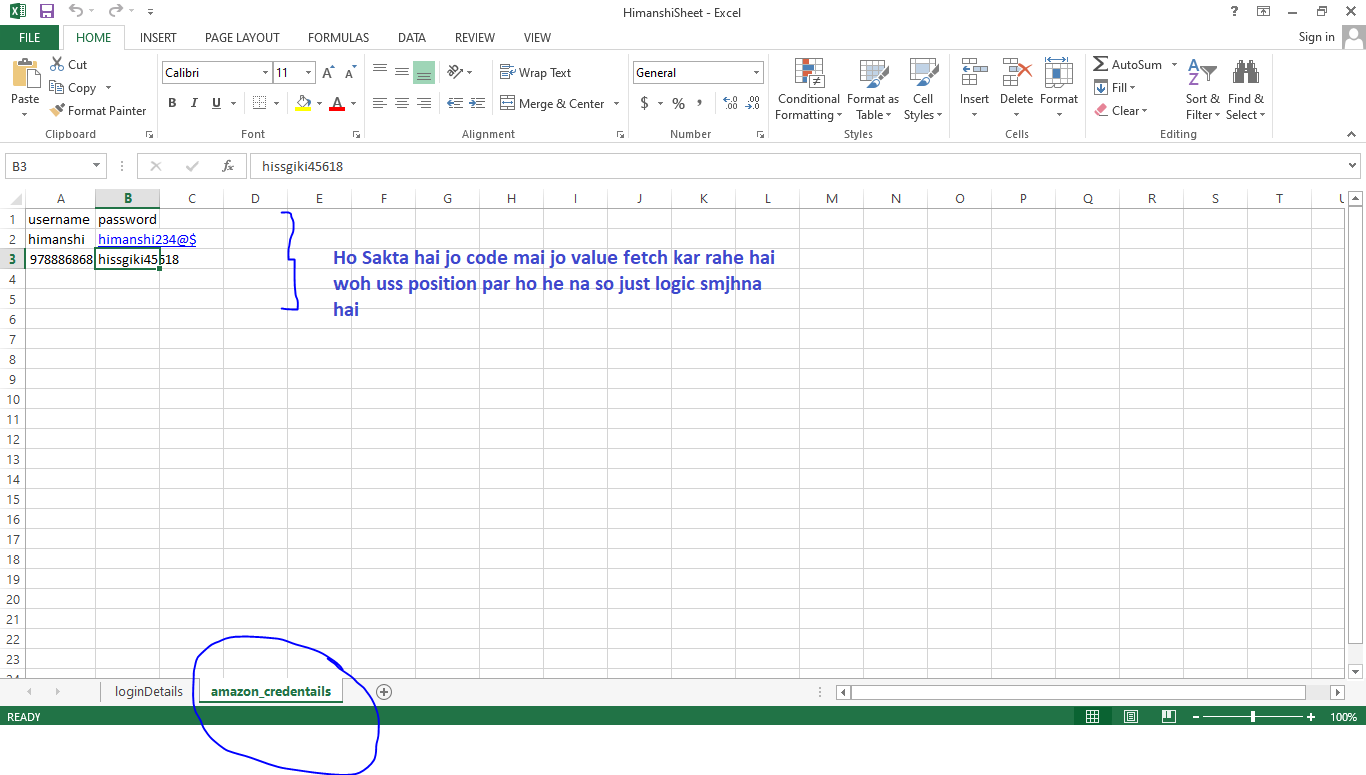 HimanshiSheet - Excel
FILE HOME INSERT PAGE LAYOUT FORMULAS DATA REVIEW VIEW Sign in
Paste Cut Copy Format Painter Clipboard
Calibri 11 B I U A Font
Wrap Text Merge & Center Alignment
General $ % , Number
Conditional Formatting Format as Table Cell Styles Styles
Insert Delete Format Cells
AutoSum Fill Clear Sort & Filter Find & Select Editing
B3 fx hissgiki45618
A B C D E F G H I J K L M N O P Q R S T U
1 username password
2 himanshi himanshi234@$
3 978886868 hissgiki45618
Ho Sakta hai jo code mai jo value fetch kar rahe hai
woh uss position par ho he na so just logic smjhna
hai
4
5
6
7
8
9
10
11
12
13
14
15
16
17
18
19
20
21
22
23
24
loginDetails amazon_credentails
READY 100%